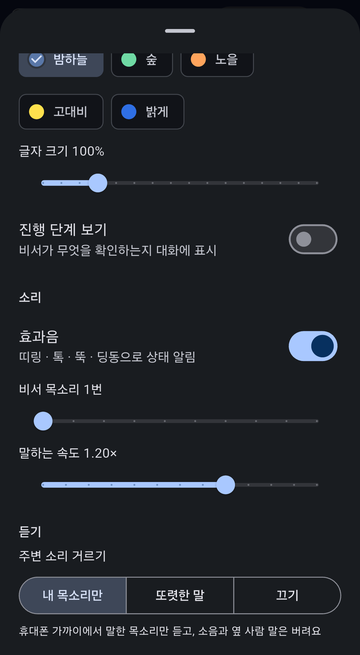 밤하늘 숲 노을
고대비 밝게
글자 크기 100%
진행 단계 보기
비서가 무엇을 확인하는지 대화에 표시
소리
효과음
띠링 · 톡 · 뚝 · 딩동으로 상태 알림
비서 목소리 1번
말하는 속도 1.20×
듣기
주변 소리 거르기
내 목소리만 또렷한 말 끄기
휴대폰 가까이에서 말한 목소리만 듣고, 소음과 옆 사람 말은 버려요